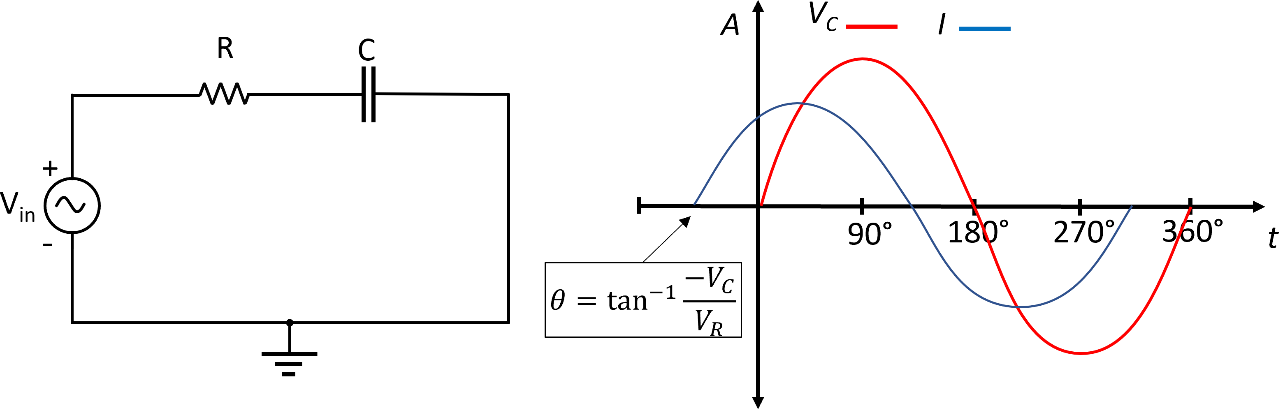 R
C
+
V_in
-
A
V_C
I
90°
180°
270°
360°
t
θ = tan⁻¹ −V_C / V_R